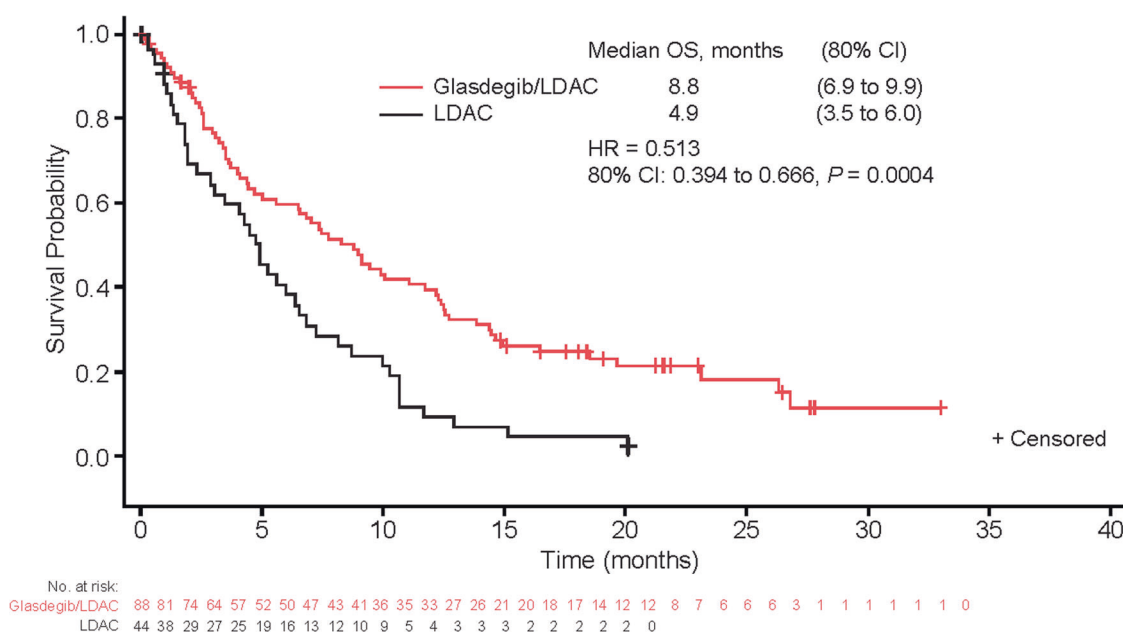 Median OS, months (80% CI)
Glasdegib/LDAC 8.8 (6.9 to 9.9)
LDAC 4.9 (3.5 to 6.0)
HR = 0.513
80% CI: 0.394 to 0.666, P = 0.0004
Survival Probability
1.0
0.8
0.6
0.4
0.2
0.0
+ Censored
0 5 10 15 20 25 30 35 40
Time (months)
No. at risk:
Glasdegib/LDAC 88 81 74 64 57 52 50 47 43 41 36 35 33 27 26 21 20 18 17 14 12 12 8 7 6 6 6 3 1 1 1 1 1 1 0
LDAC 44 38 29 27 25 19 16 13 12 10 9 5 4 3 3 3 2 2 2 2 2 0